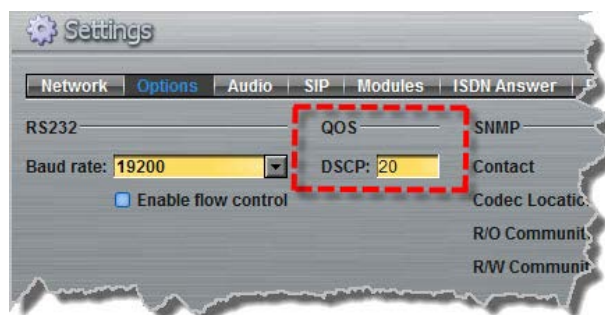 Settings
Network Options Audio SIP Modules ISDN Answer
RS232 QOS SNMP
Baud rate: 19200 DSCP: 20 Contact
Enable flow control Codec
R/O
R/W